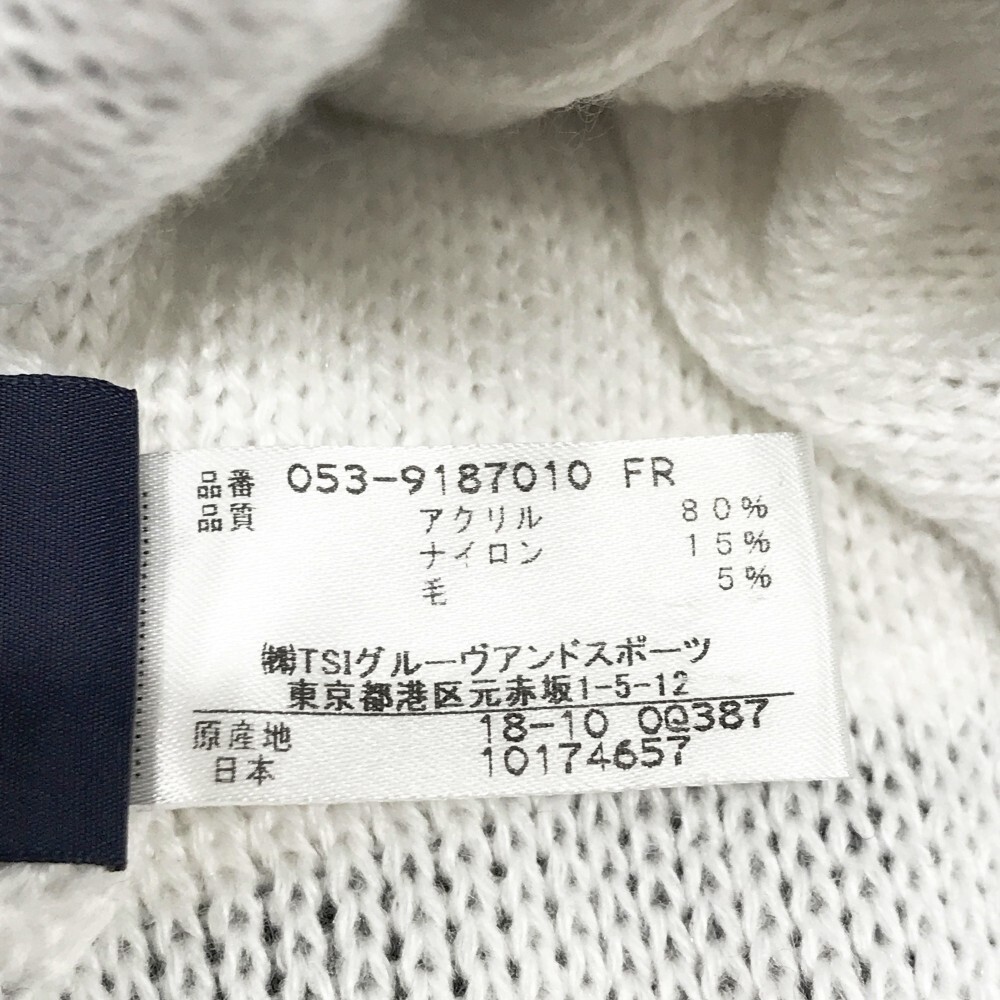 品番 053-9187010 FR
品質 アクリル 80%
ナイロン 15%
毛 5%
㈱TSIグルーヴアンドスポーツ
東京都港区元赤坂1-5-12
原産地 18-10 0@387
日本 10174657